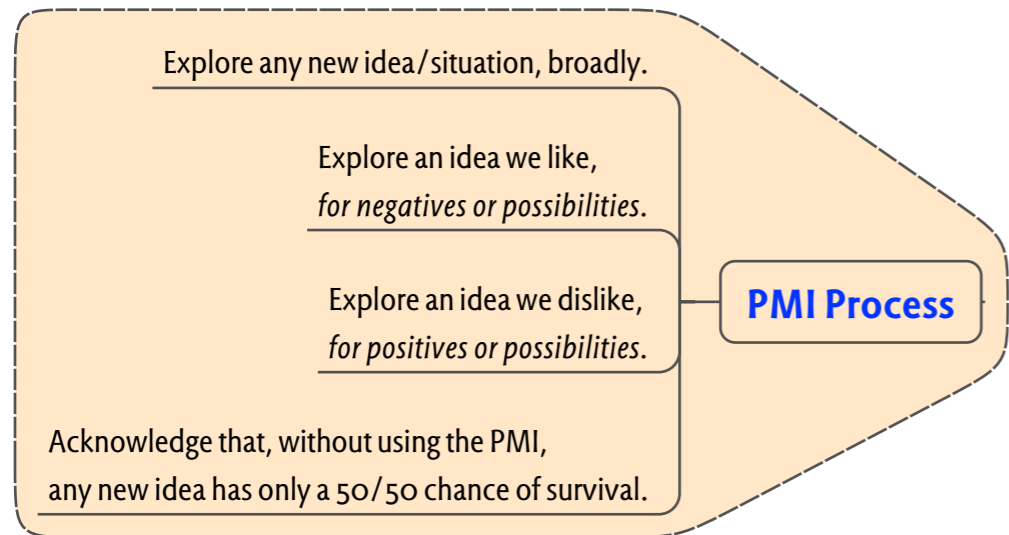 Explore any new idea/situation, broadly.
Explore an idea we like,
for negatives or possibilities.
Explore an idea we dislike,
for positives or possibilities.
Acknowledge that, without using the PMI,
any new idea has only a 50/50 chance of survival.
PMI Process